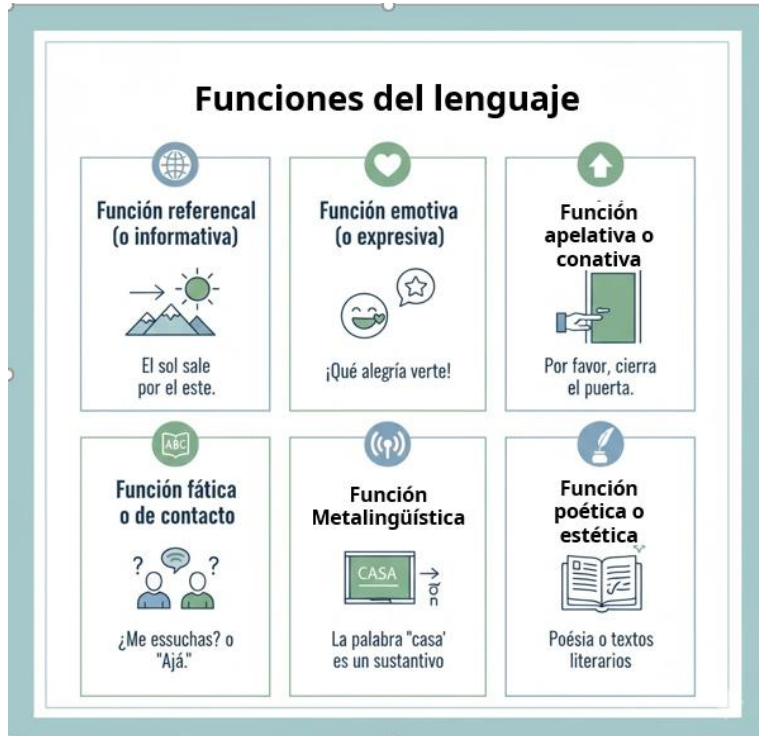 Funciones del lenguaje
Función referencal
(o informativa)
El sol sale
por el este.
Función emotiva
(o expresiva)
¡Qué alegría verte!
Función
apelativa o
conativa
Por favor, cierra
el puerta.
ABC
Función fática
o de contacto
? ?
¿Me essuchas? o
"Ajá."
Función
Metalingüística
CASA
La palabra "casa'
es un sustantivo
Función
poética o
estética
Poésia o textos
literarios